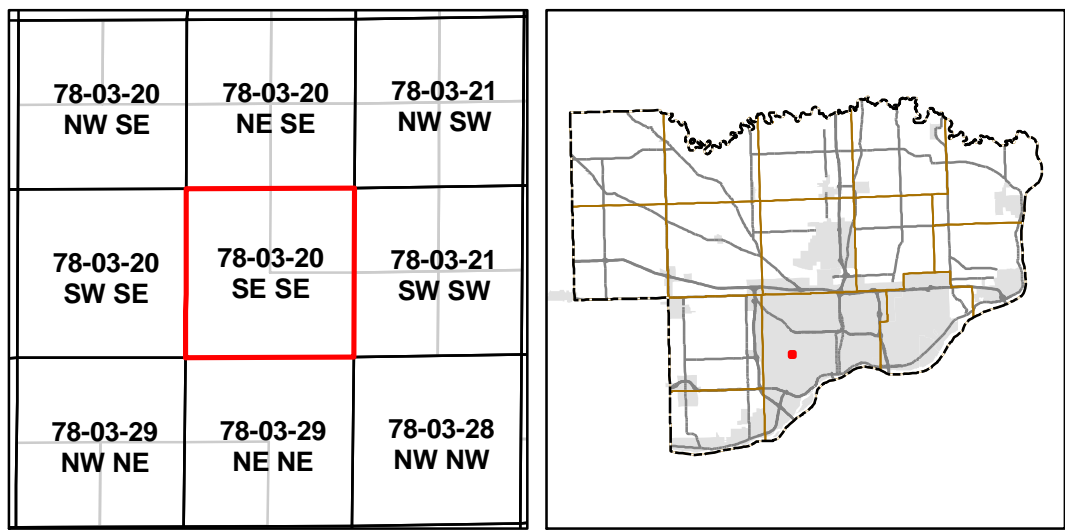 78-03-20
NW SE
78-03-20
NE SE
78-03-21
NW SW
78-03-20
SW SE
78-03-20
SE SE
78-03-21
SW SW
78-03-29
NW NE
78-03-29
NE NE
78-03-28
NW NW